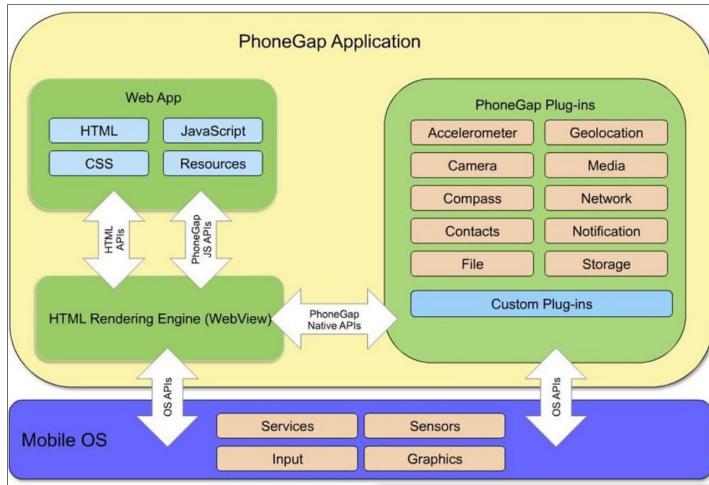 PhoneGap Application
Web App
HTML
JavaScript
CSS
Resources
HTML
APIs
PhoneGap
JS APIs
HTML Rendering Engine (WebView)
OS APIs
PhoneGap
Native APIs
PhoneGap Plug-ins
Accelerometer
Geolocation
Camera
Media
Compass
Network
Contacts
Notification
File
Storage
Custom Plug-ins
OS APIs
Mobile OS
Services
Sensors
Input
Graphics